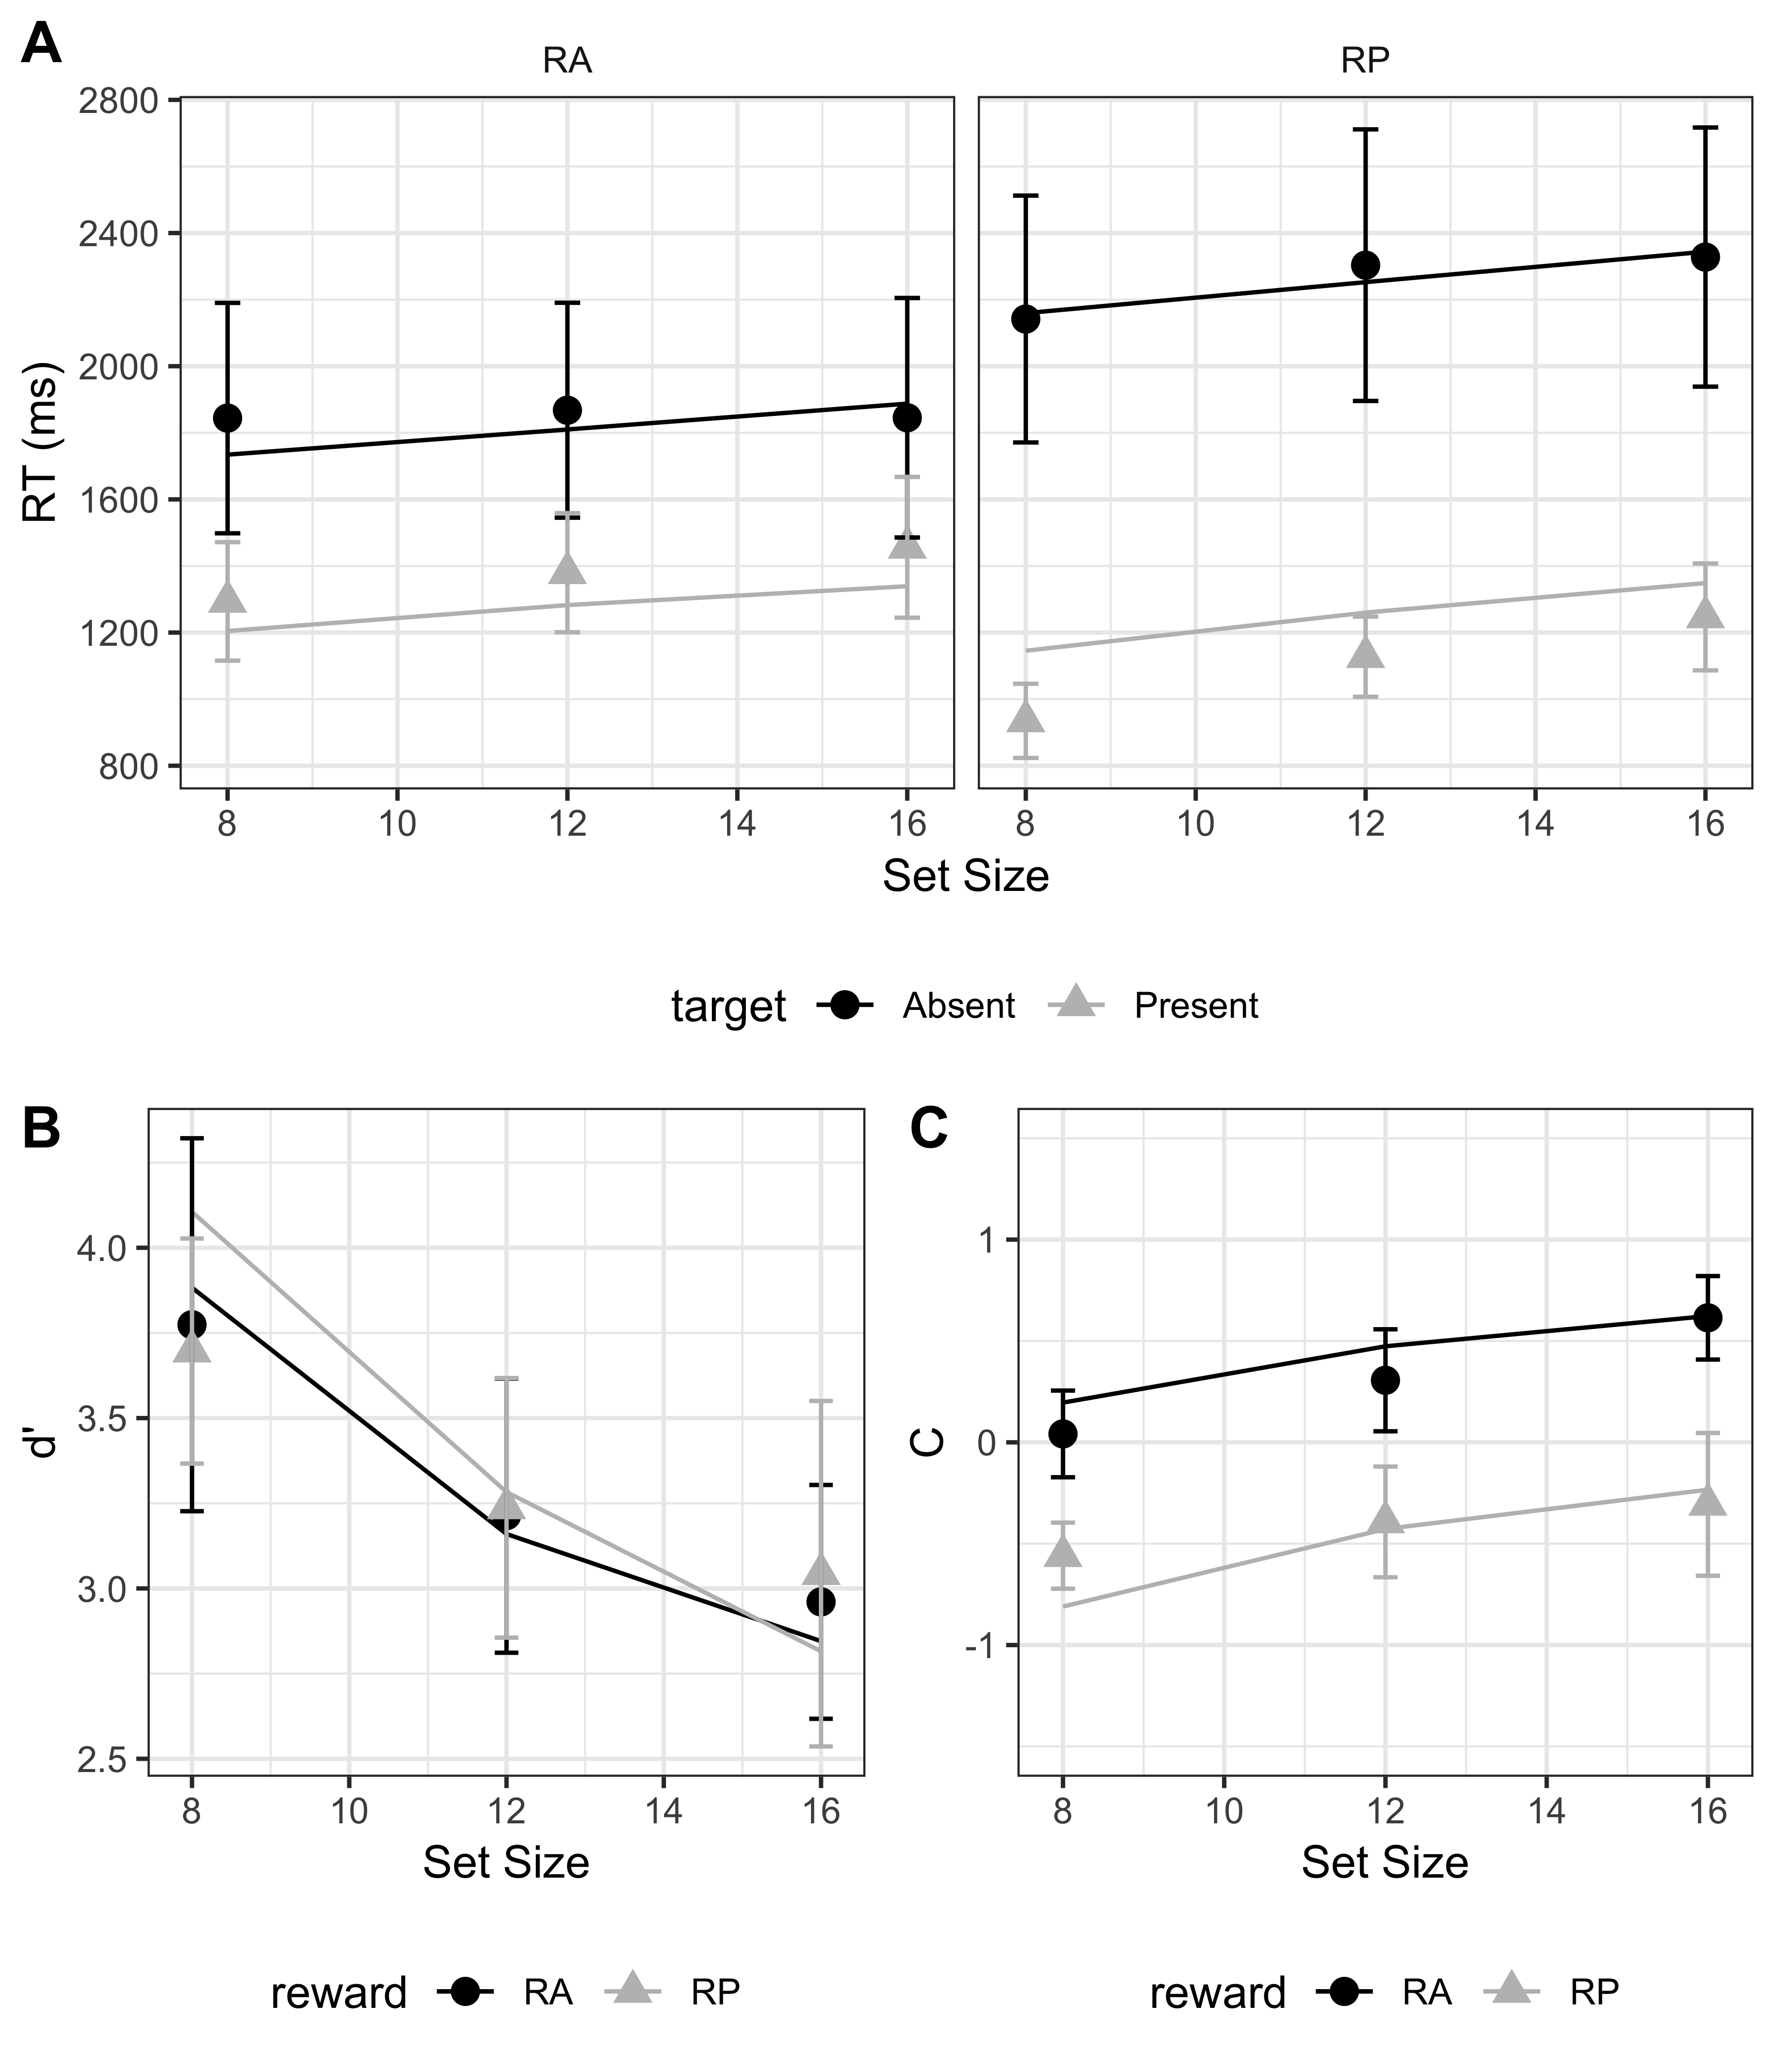 A
RA RP
2800
2400
2000
1600
1200
800
RT (ms)
8 10 12 14 16 8 10 12 14 16
Set Size
target Absent Present
B
4.0
3.5
3.0
2.5
d'
8 10 12 14 16
Set Size
reward RA RP
C
1
0
-1
C
8 10 12 14 16
Set Size
reward RA RP